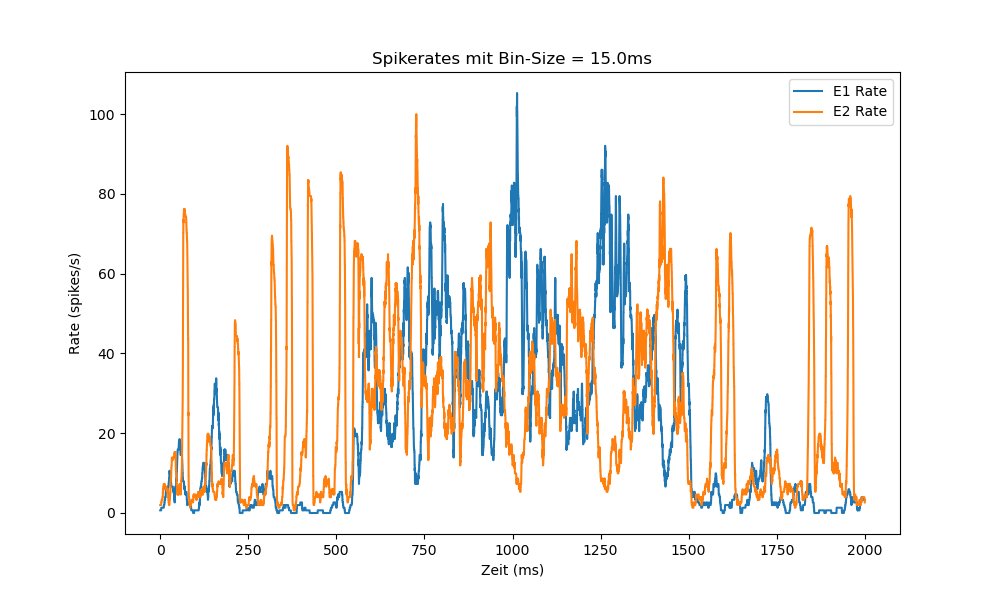 Spikerates mit Bin-Size = 15.0ms
E1 Rate
E2 Rate
100
80
60
40
20
0
Rate (spikes/s)
0 250 500 750 1000 1250 1500 1750 2000
Zeit (ms)